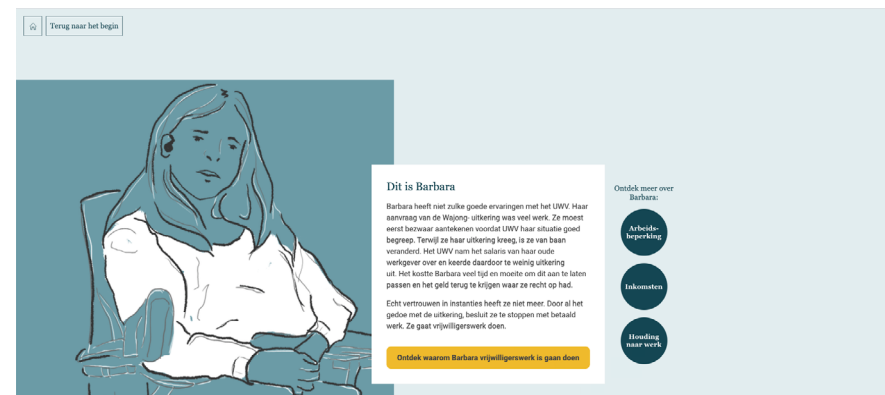 Terug naar het begin
Dit is Barbara
Barbara heeft niet zulke goede ervaringen met het UWV. Haar
aanvraag van de Wajong- uitkering was veel werk. Ze moest
eerst bezwaar aantekenen voordat UWV haar situatie goed
begreep. Terwijl ze haar uitkering kreeg, is ze van baan
veranderd. Het UWV nam het salaris van haar oude
werkgever over en keerde daardoor te weinig uitkering
uit. Het kostte Barbara veel tijd en moeite om dit aan te laten
passen en het geld terug te krijgen waar ze recht op had.
Echt vertrouwen in instanties heeft ze niet meer. Door al het
gedoe met de uitkering, besluit ze te stoppen met betaald
werk. Ze gaat vrijwilligerswerk doen.
Ontdek waarom Barbara vrijwilligerswerk is gaan doen
Ontdek meer over
Barbara:
Arbeids-
beperking
Inkomsten
Houding
naar werk